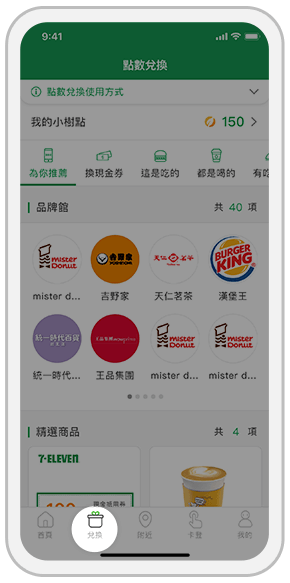 9:41
點數兌換
點數兌換使用方式
我的小樹點 150
為你推薦 換現金券 這是吃的 都是喝的 有吃
品牌館 共 40 項
mister Donut 吉野家 YOSHINOYA 天仁茗茶 BURGER KING
mister d... 吉野家 天仁茗茶 漢堡王
統一時代百貨 王品集團 mister Donut mister Donut
統一時代... 王品集團 mister d... mister d...
精選商品 共 4 項
7-ELEVEN
100
首頁 兌換 附近 卡登 我的